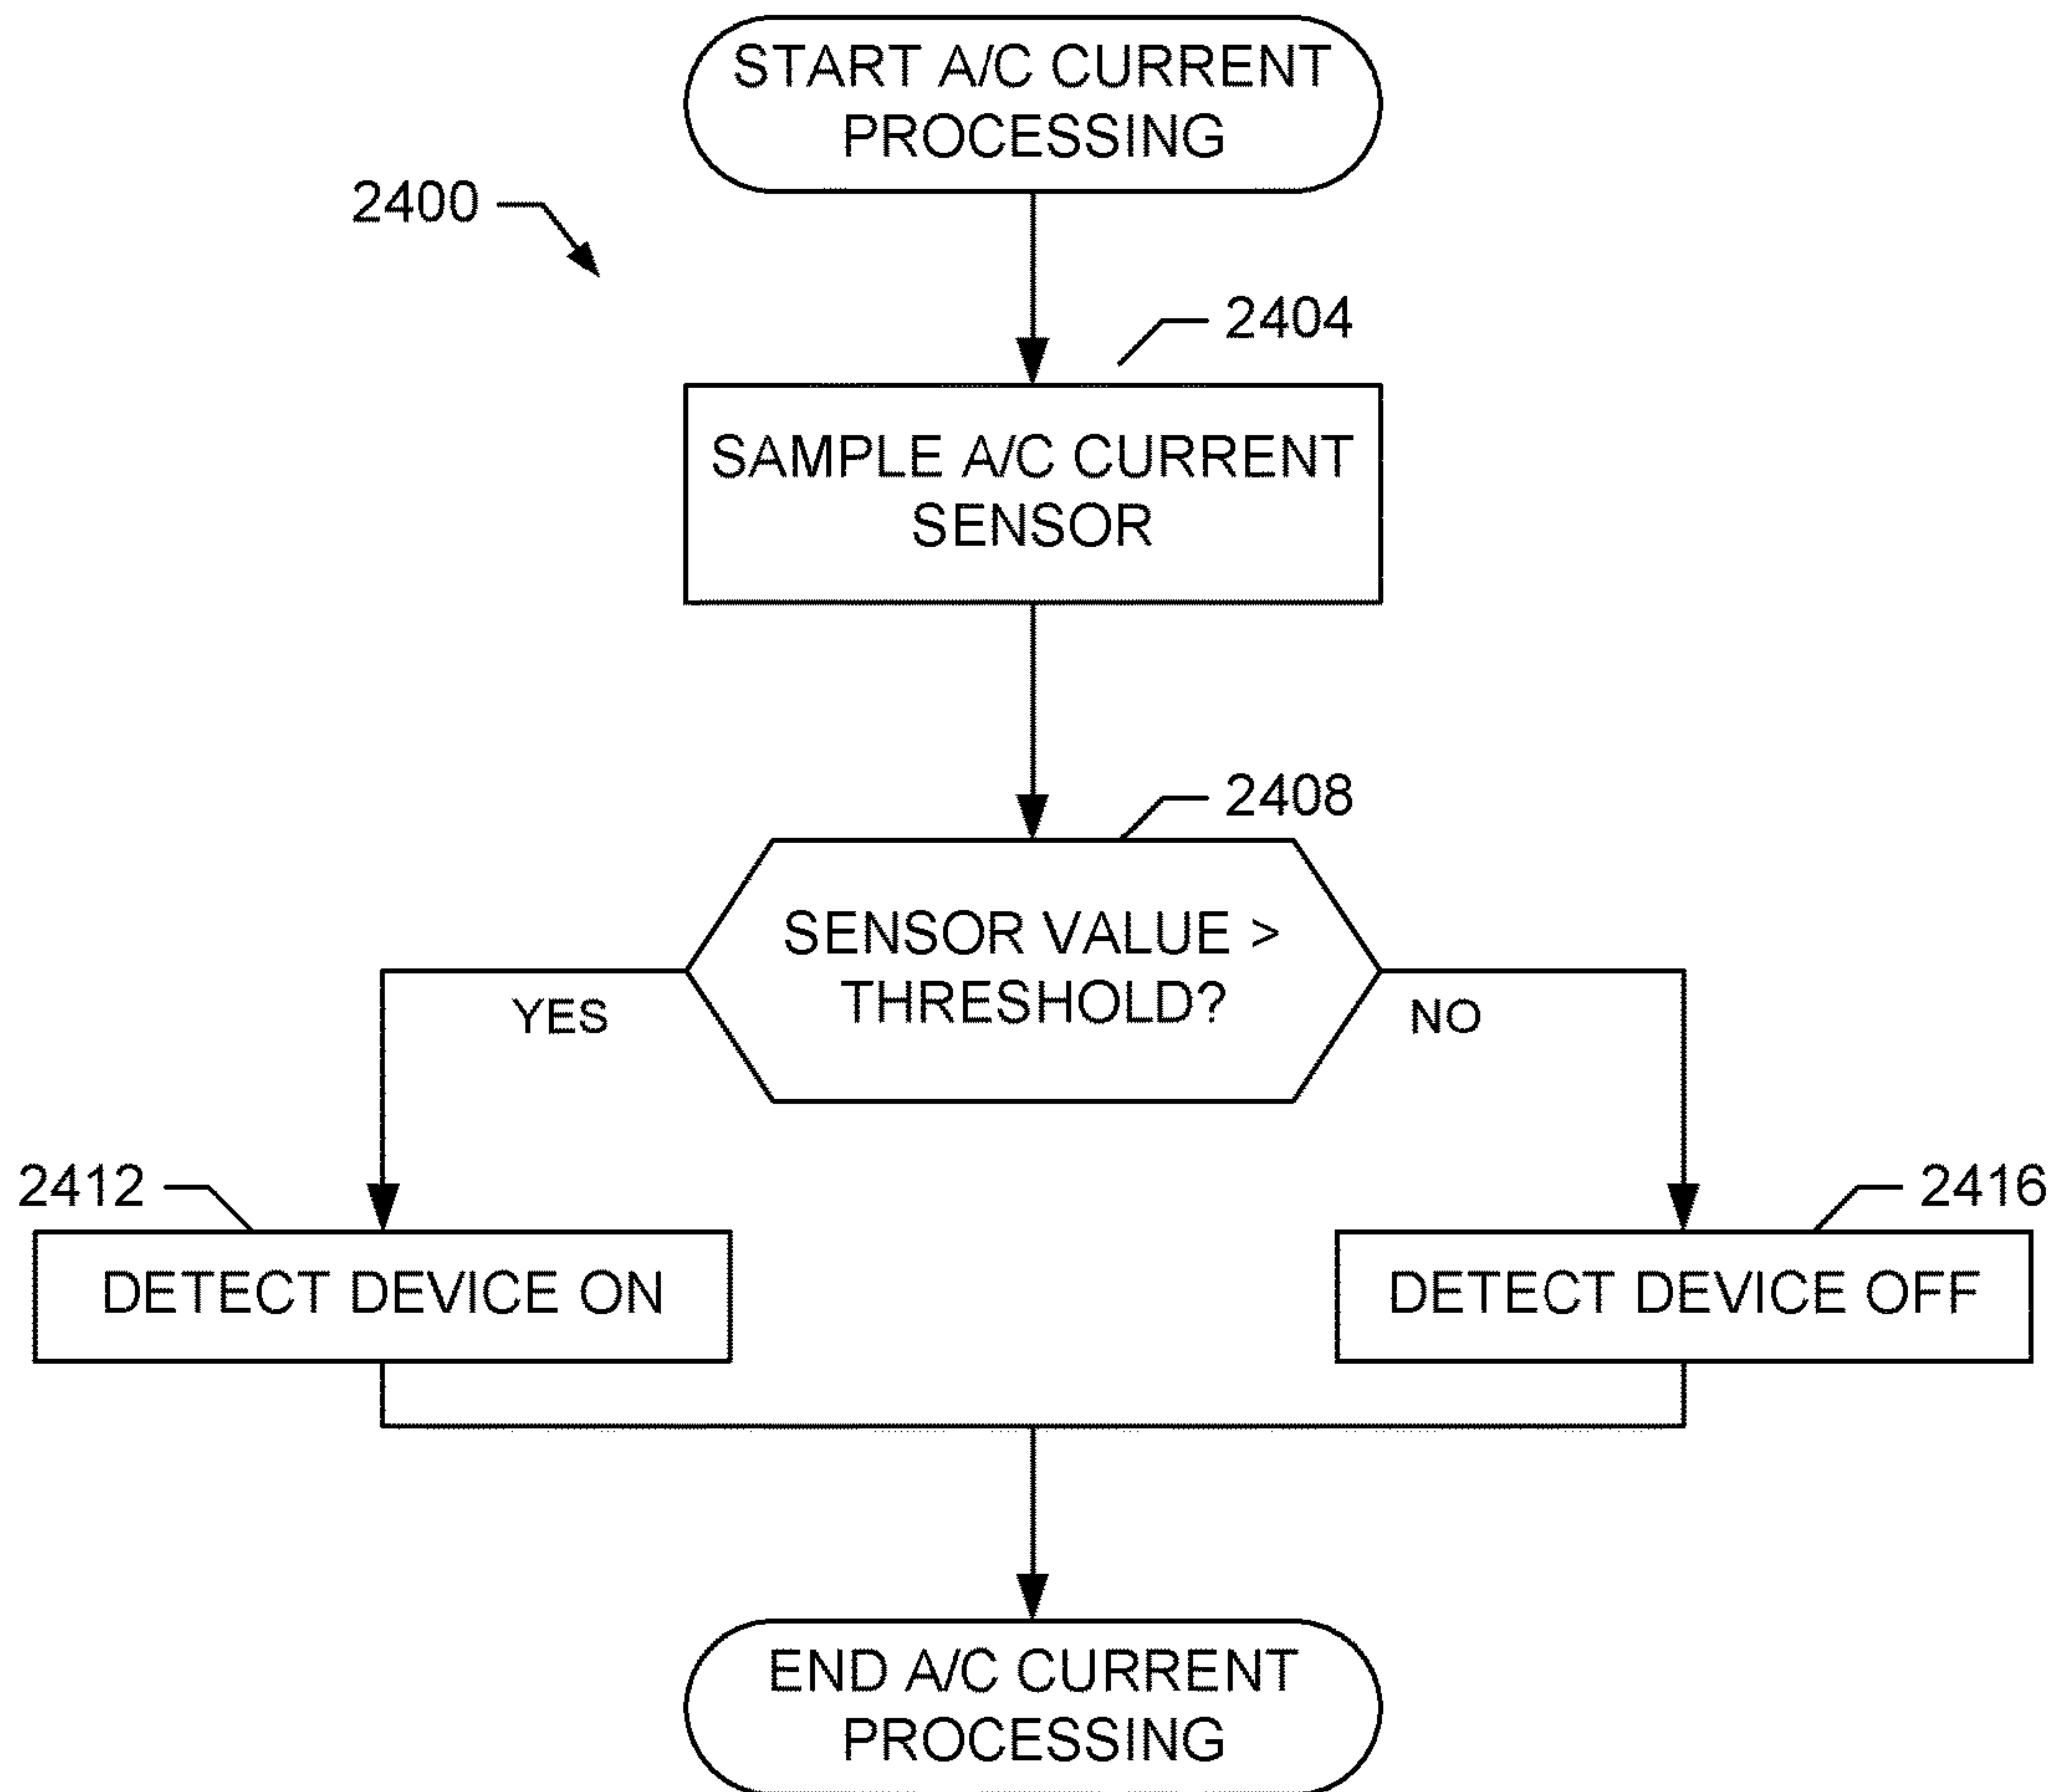 START A/C CURRENT
PROCESSING
2400
2404
SAMPLE A/C CURRENT
SENSOR
2408
SENSOR VALUE >
THRESHOLD?
YES
NO
2412
2416
DETECT DEVICE ON
DETECT DEVICE OFF
END A/C CURRENT
PROCESSING